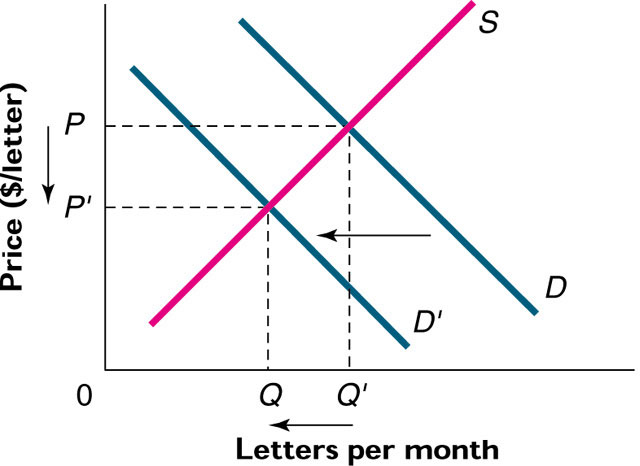 Price ($/letter)
S
P
P'
D
D'
0
Q
Q'
Letters per month